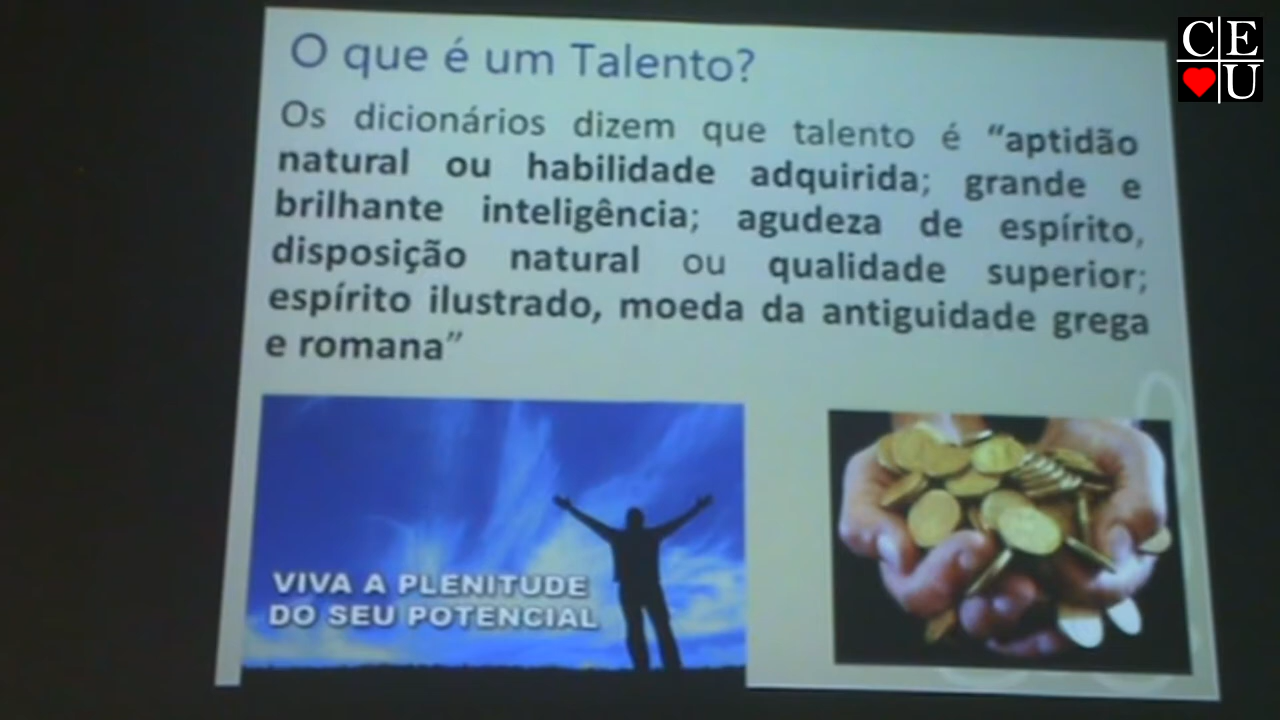 O que é um Talento?
Os dicionários dizem que talento é “aptidão
natural ou habilidade adquirida; grande e
brilhante inteligência; agudeza de espírito,
disposição natural ou qualidade superior;
espírito ilustrado, moeda da antiguidade grega
e romana”
VIVA A PLENITUDE
DO SEU POTENCIAL
CE
U